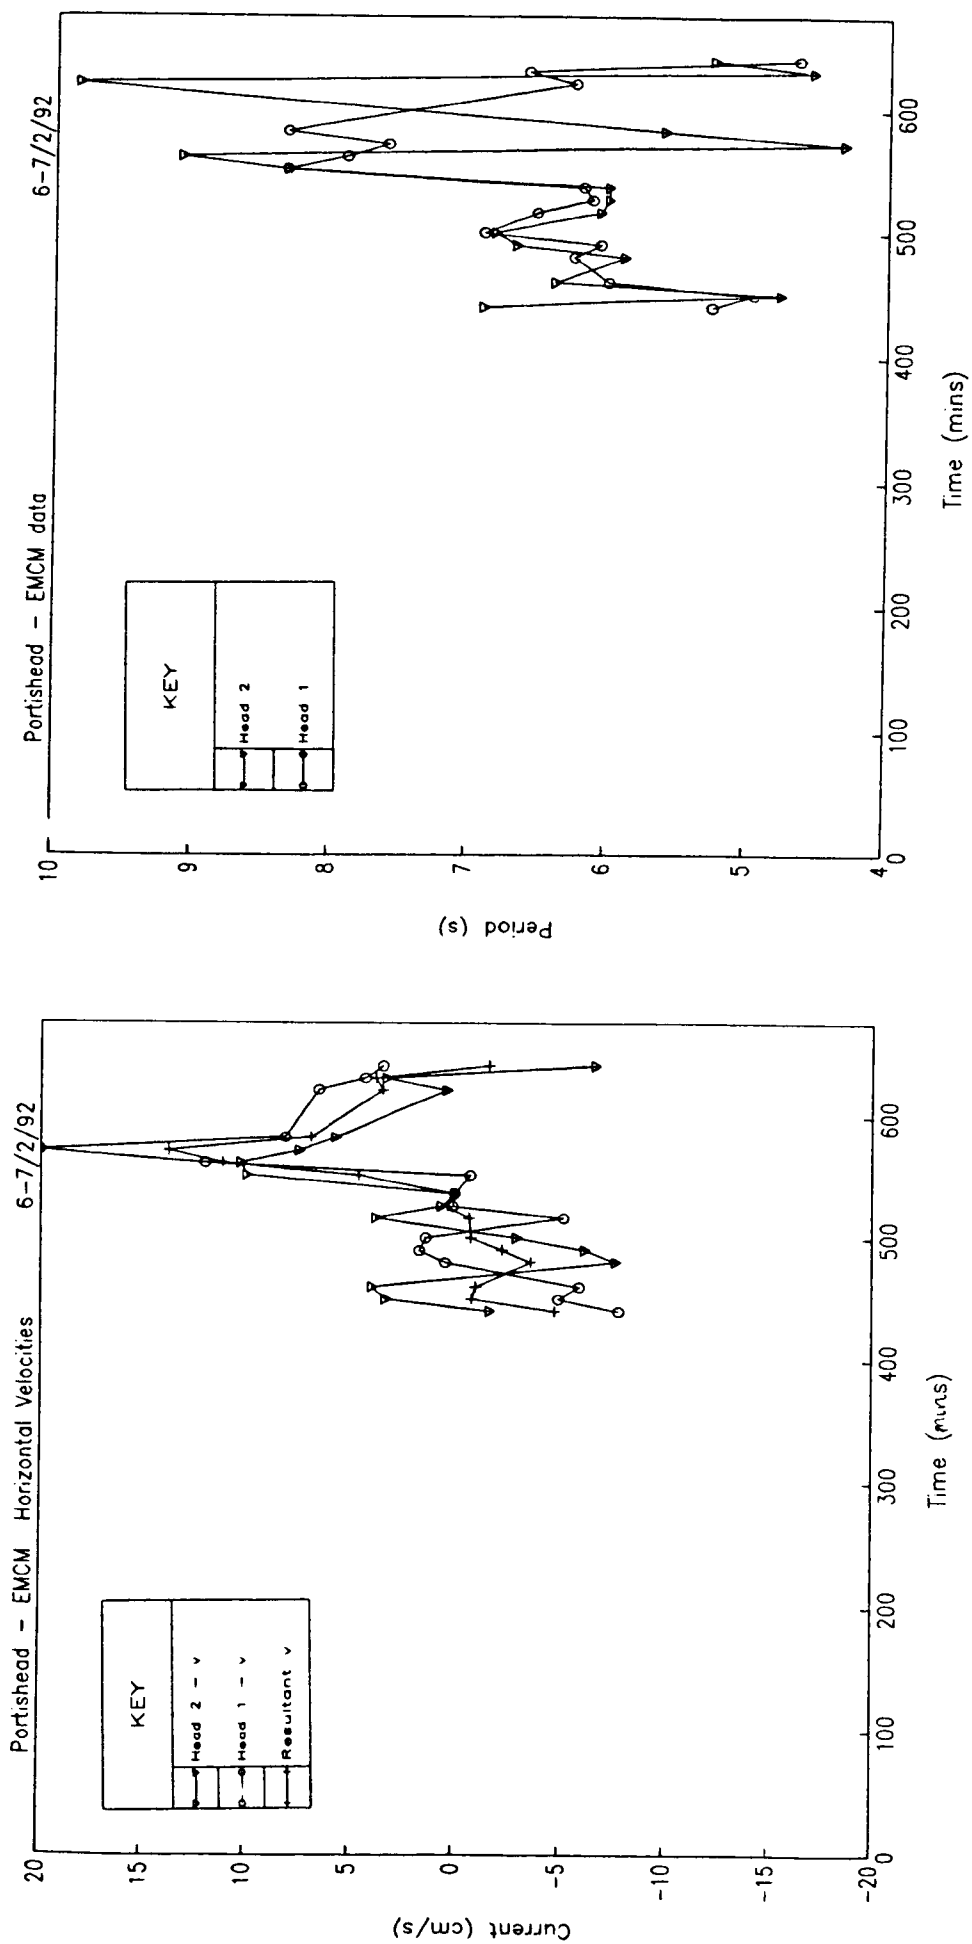 Portishead – EMCM Horizontal Velocities 6-7/2/92
KEY
Head 2 – v
Head 1 – v
Resultant v
20
15
10
5
0
-5
-10
-15
-20
Current (cm/s)
0
100
200
300
400
500
600
Time (mins)
Portishead – EMCM data 6-7/2/92
KEY
Head 2
Head 1
10
9
8
7
6
5
4
Period (s)
0
100
200
300
400
500
600
Time (mins)